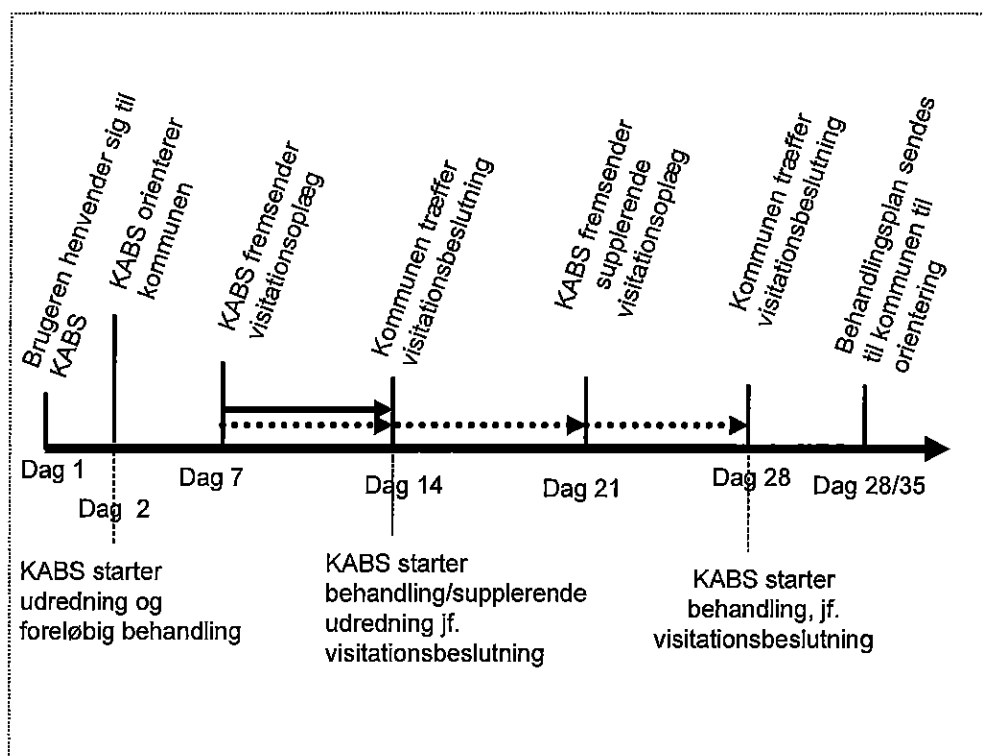 Brugeren henvender sig til
KABS
KABS orienterer
kommunen
KABS fremsender
visitationsoplæg
Kommunen træffer
visitationsbeslutning
KABS fremsender
supplerende
visitationsoplæg
Kommunen træffer
visitationsbeslutning
Behandlingsplan sendes
til kommunen til
orientering
Dag 1
Dag 2
Dag 7
Dag 14
Dag 21
Dag 28
Dag 28/35
KABS starter
udredning og
foreløbig behandling
KABS starter
behandling/supplerende
udredning jf.
visitationsbeslutning
KABS starter
behandling, jf.
visitationsbeslutning